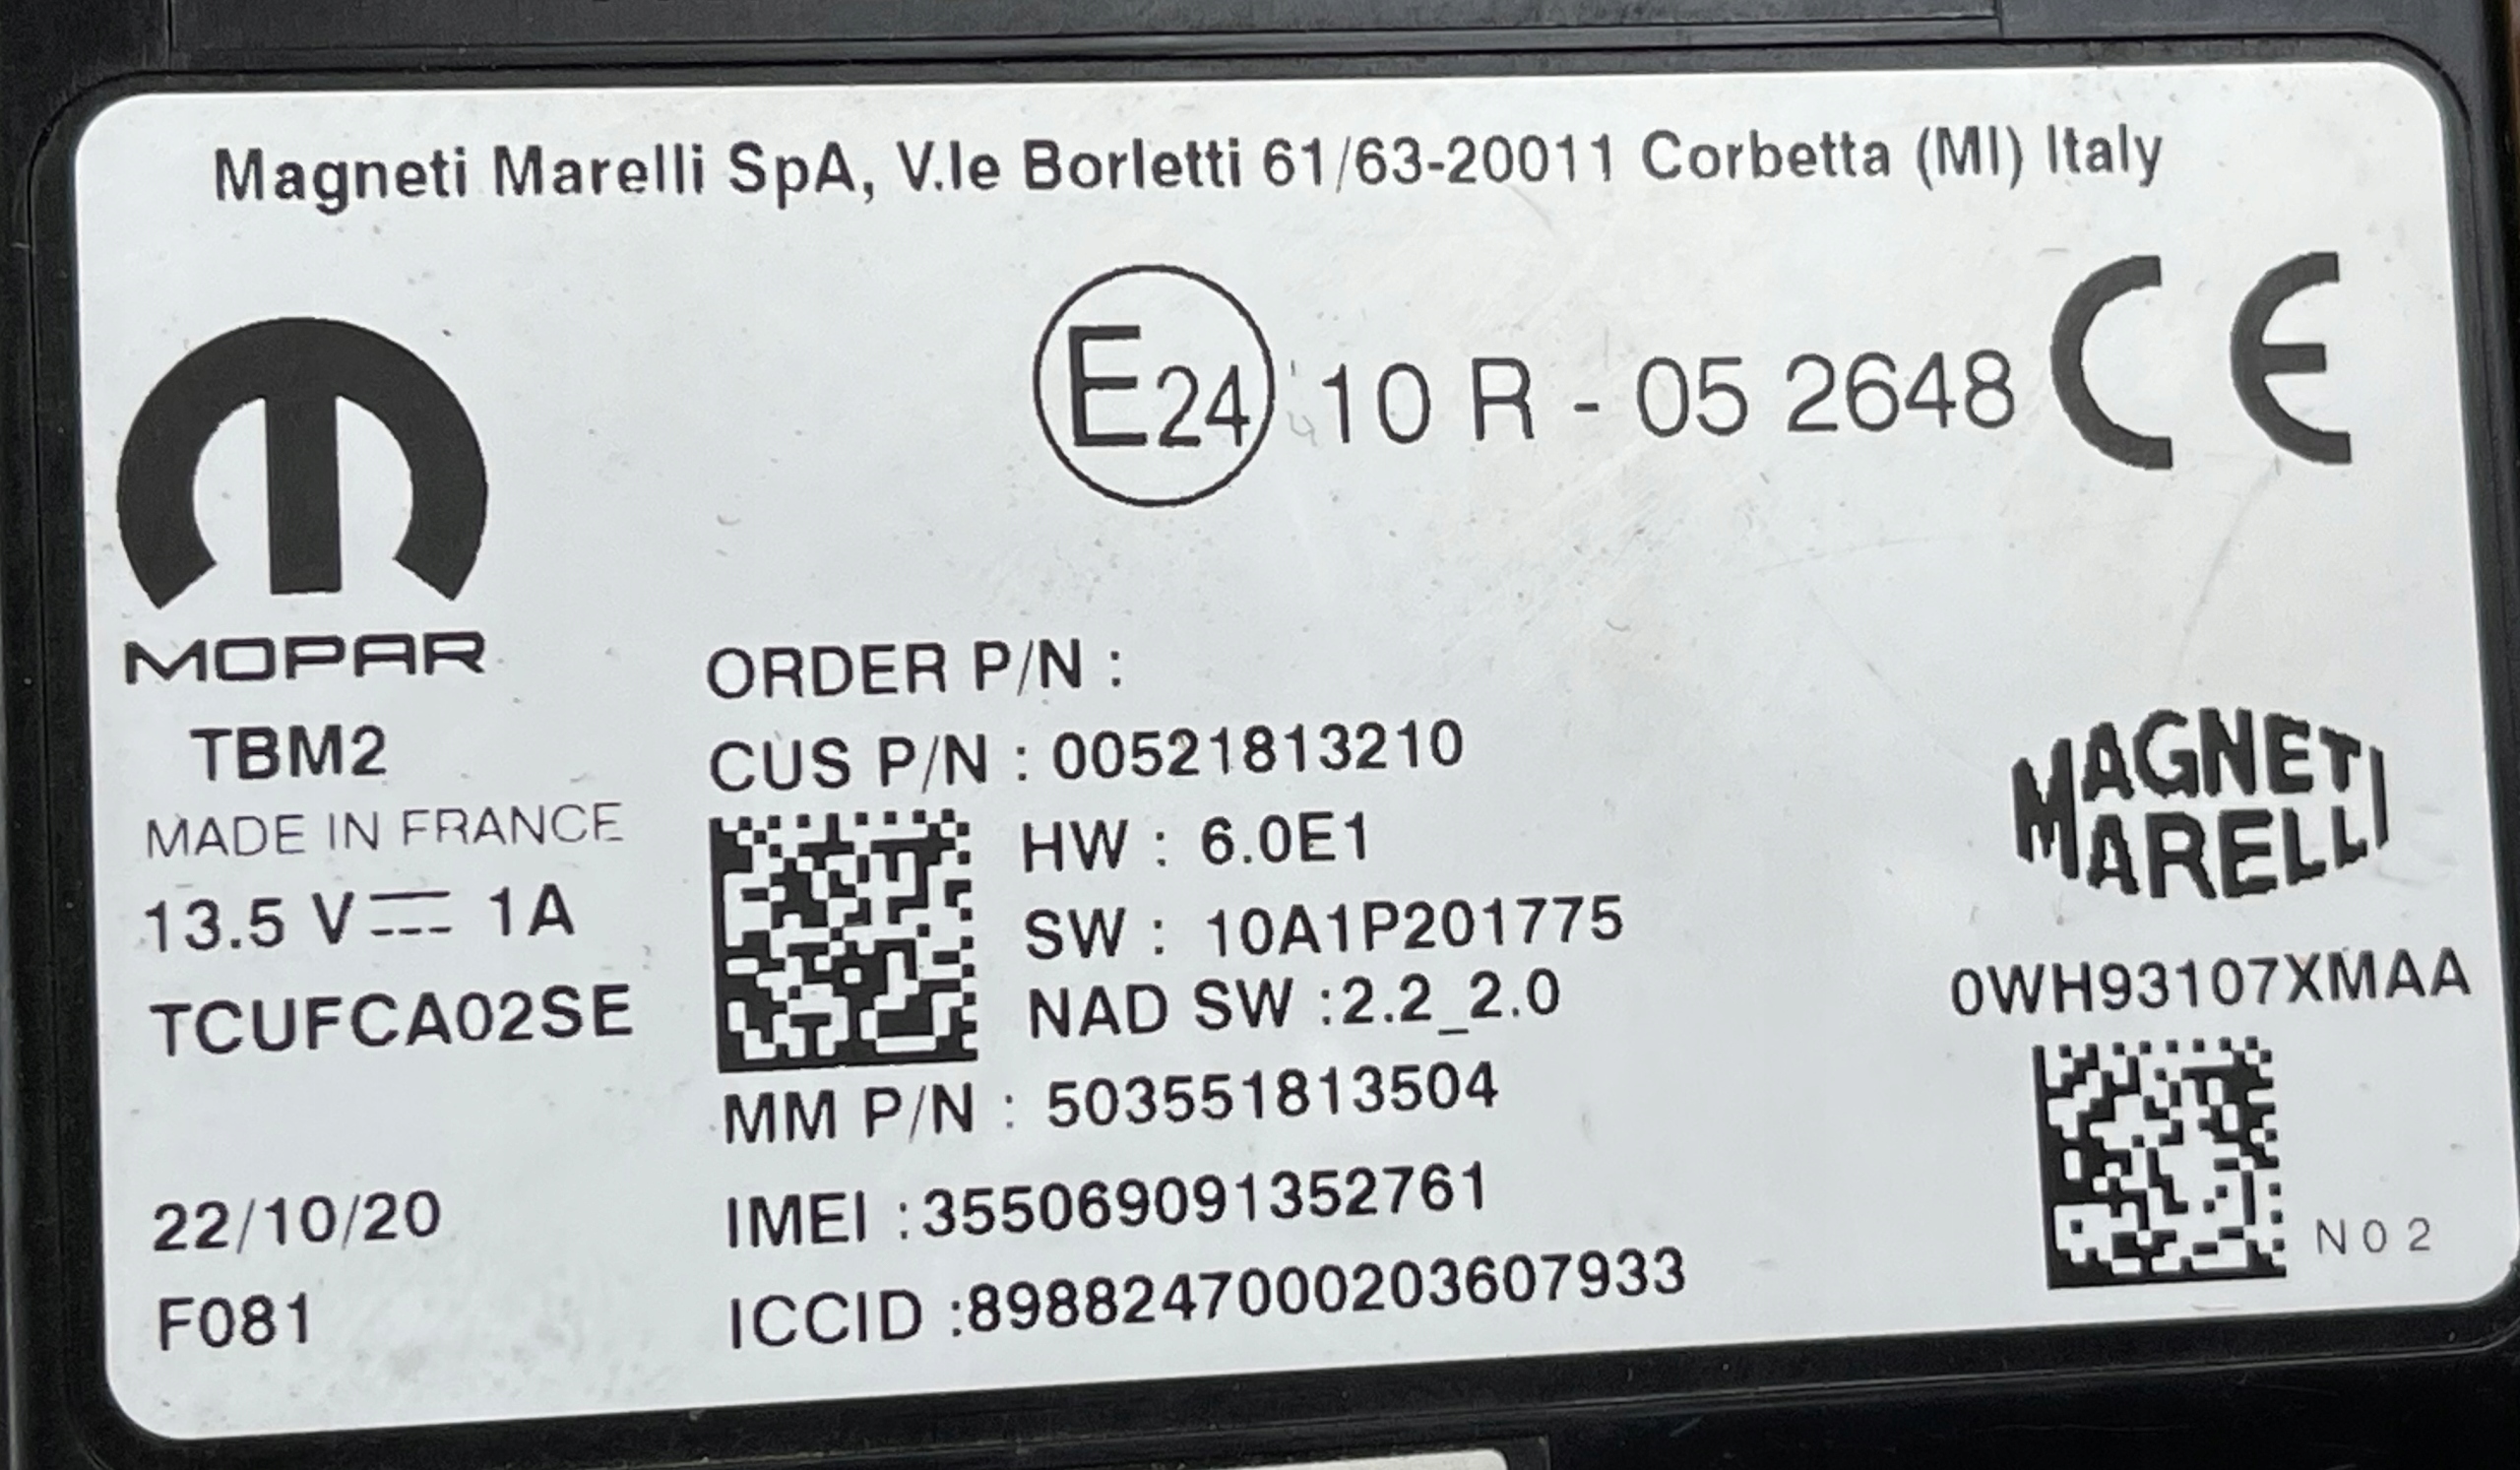 Magneti Marelli SpA, V.le Borletti 61/63-20011 Corbetta (MI) Italy
E24 10 R - 05 2648 CE
MOPAR
TBM2
MADE IN FRANCE
13.5 V⎓ 1A
TCUFCA02SE
22/10/20
F081
ORDER P/N :
CUS P/N : 00521813210
HW : 6.0E1
SW : 10A1P201775
NAD SW :2.2_2.0
MM P/N : 503551813504
IMEI :355069091352761
ICCID :8988247000203607933
MAGNETI
MARELLI
0WH93107XMAA
N02